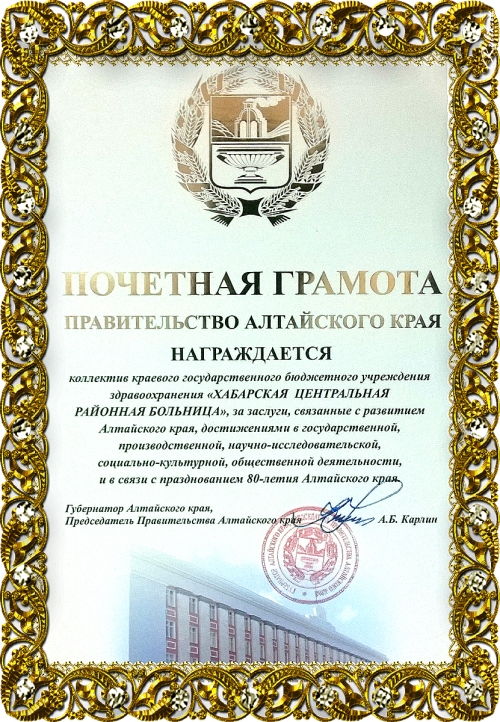 ПОЧЕТНАЯ ГРАМОТА
ПРАВИТЕЛЬСТВО АЛТАЙСКОГО КРАЯ
НАГРАЖДАЕТСЯ
коллектив краевого государственного бюджетного учреждения
здравоохранения «ХАБАРСКАЯ ЦЕНТРАЛЬНАЯ
РАЙОННАЯ БОЛЬНИЦА», за заслуги, связанные с развитием
Алтайского края, достижениями в государственной,
производственной, научно-исследовательской,
социально-культурной, общественной деятельности,
и в связи с празднованием 80-летия Алтайского края.
Губернатор Алтайского края,
Председатель Правительства Алтайского края А.Б. Карлин